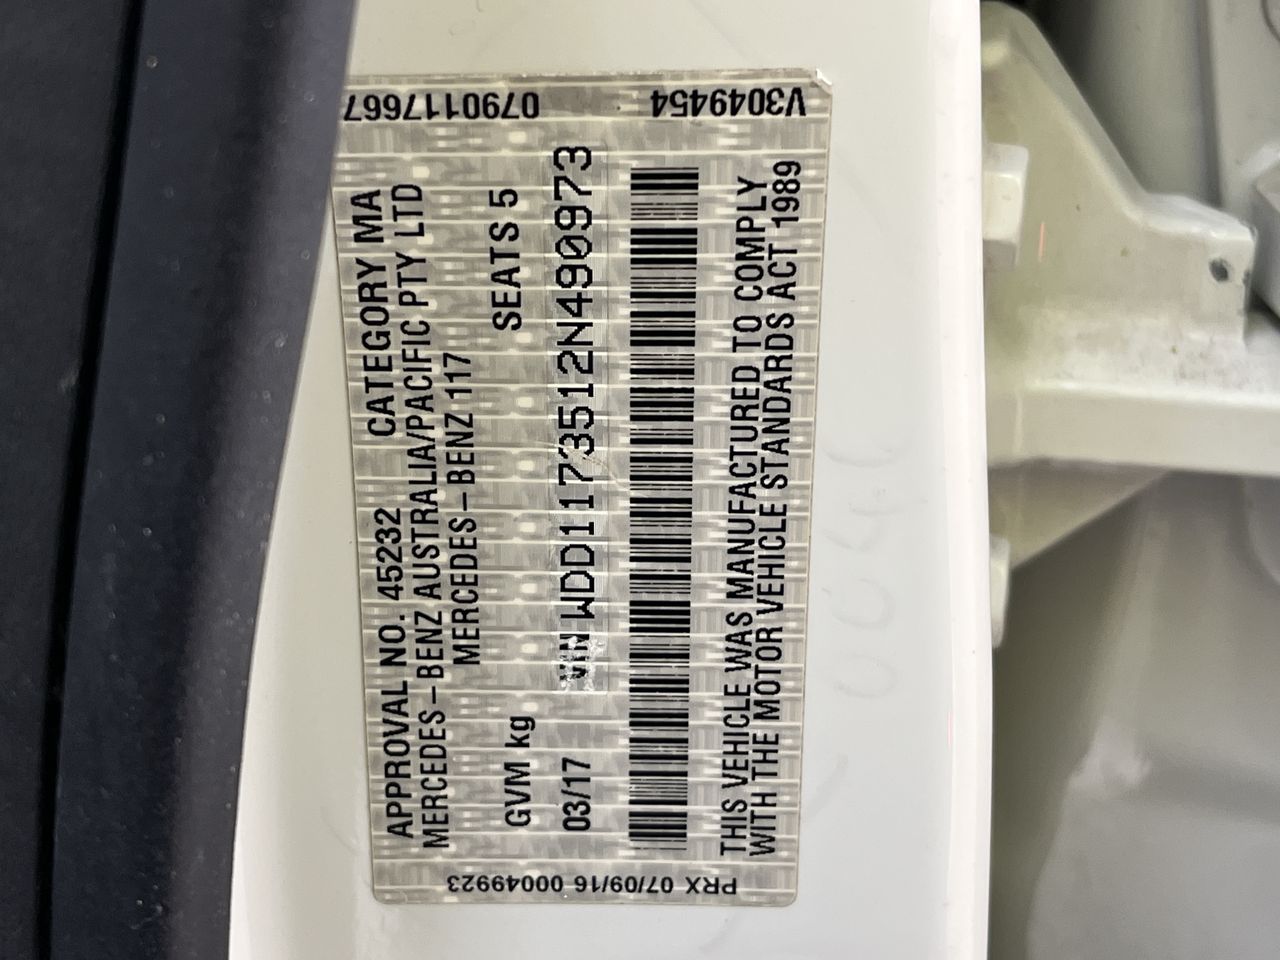 APPROVAL NO. 45232 CATEGORY MA
MERCEDES-BENZ AUSTRALIA/PACIFIC PTY LTD
MERCEDES-BENZ 117
GVM kg SEATS 5
03/17 VIN WDD1173512N490973
THIS VEHICLE WAS MANUFACTURED TO COMPLY
WITH THE MOTOR VEHICLE STANDARDS ACT 1989
V3049454 0790117667
PRX 07/09/16 00049923